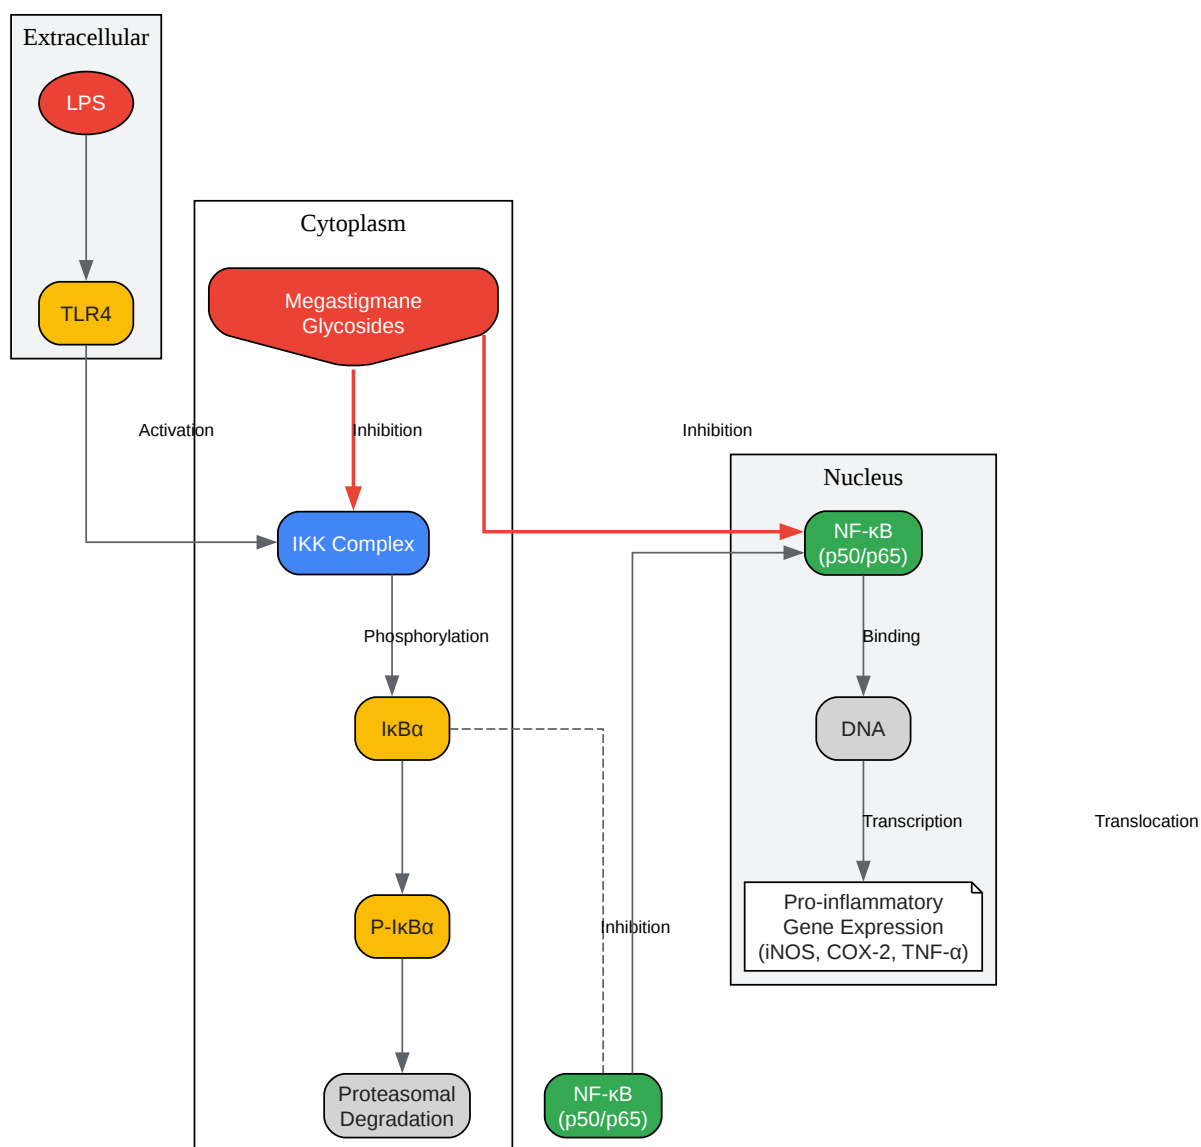 Extracellular
LPS
TLR4
Cytoplasm
Megastigmane
Glycosides
Activation
Inhibition
Inhibition
Nucleus
IKK Complex
NF-κB
(p50/p65)
Phosphorylation
Binding
IκBα
DNA
Transcription
Translocation
P-IκBα
Inhibition
Pro-inflammatory
Gene Expression
(iNOS, COX-2, TNF-α)
Proteasomal
Degradation
NF-κB
(p50/p65)